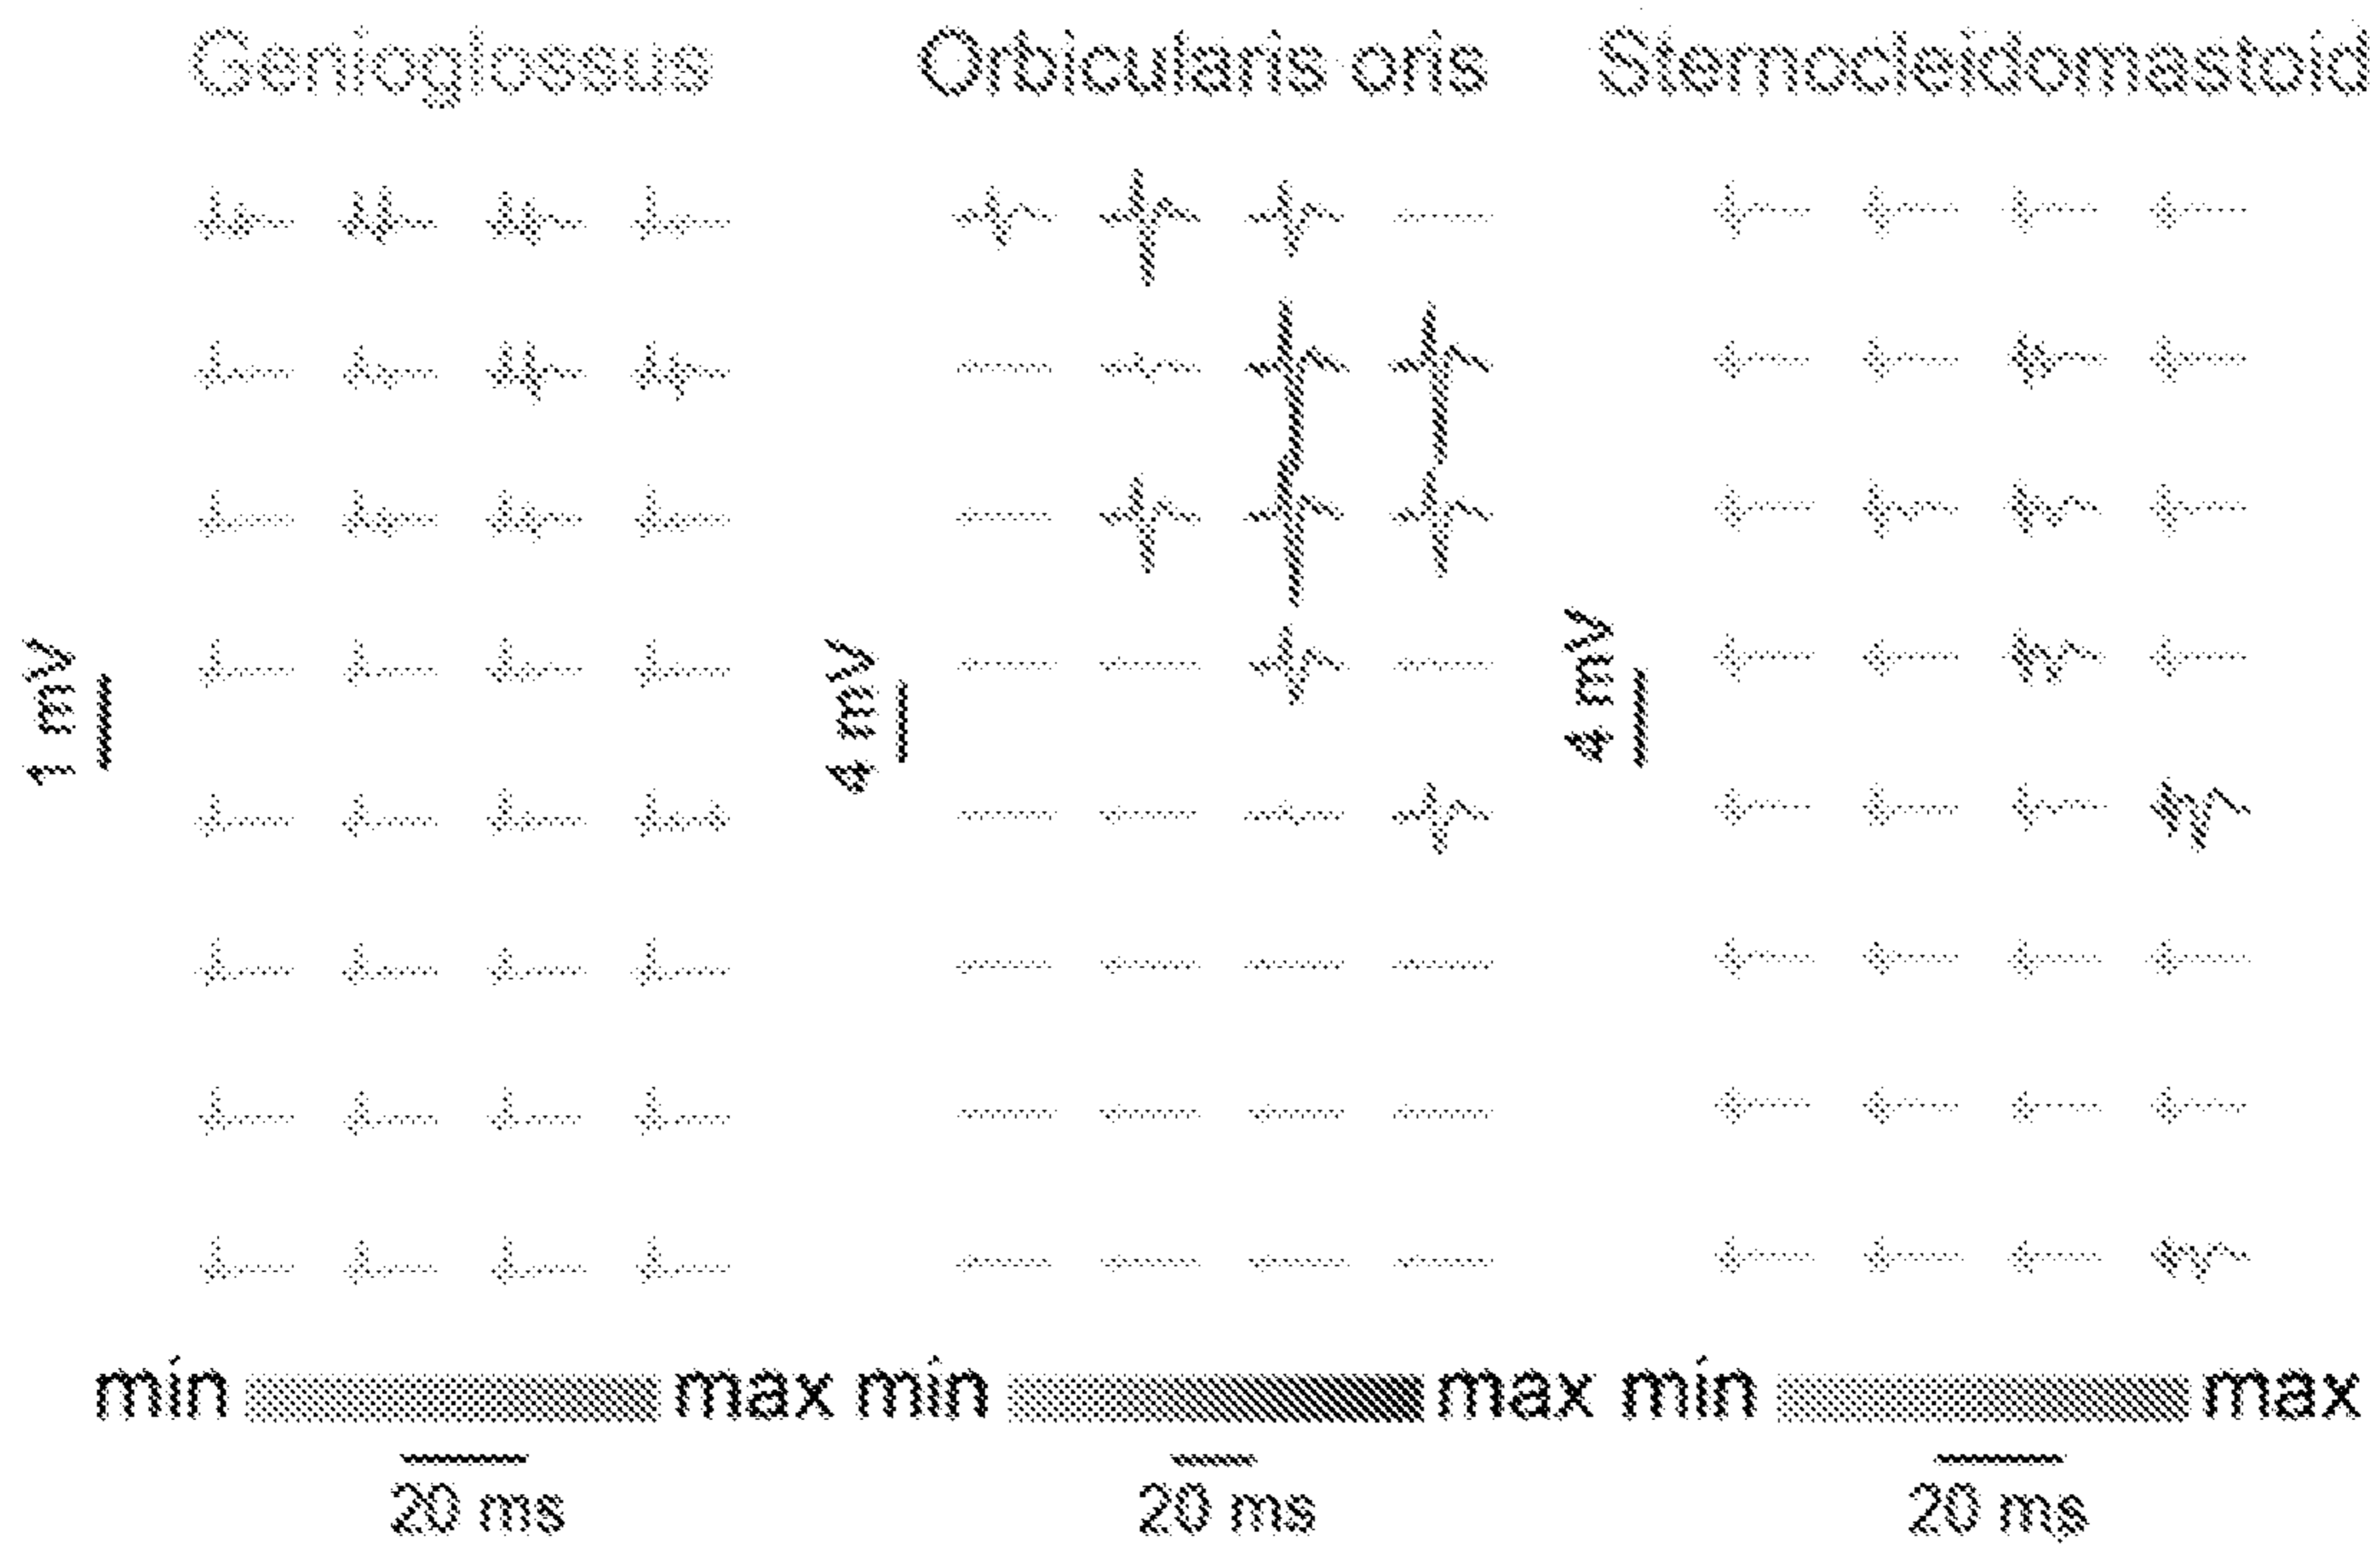 Genioglossus Orbicularis oris Sternocleidomastoid
1 mV
4 mV
4 mV
min max min max min max
20 ms 20 ms 20 ms